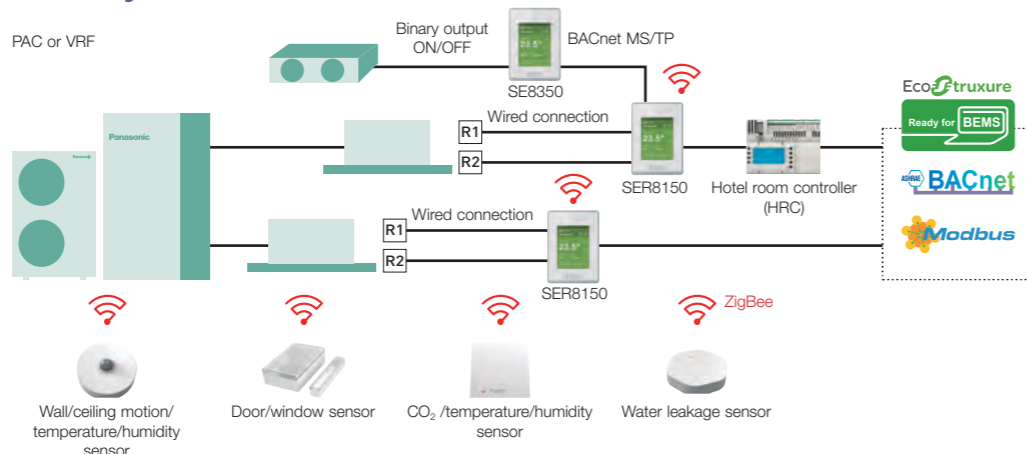 PAC or VRF
Binary output
ON/OFF
BACnet MS/TP
SE8350
EcoStruxure
Ready for BEMS
Panasonic
R1
Wired connection
R2
SER8150
Hotel room controller
(HRC)
ASHRAE BACnet
Modbus
R1
Wired connection
R2
SER8150
ZigBee
Wall/ceiling motion/
temperature/humidity
sensor
Door/window sensor
CO₂ /temperature/humidity
sensor
Water leakage sensor